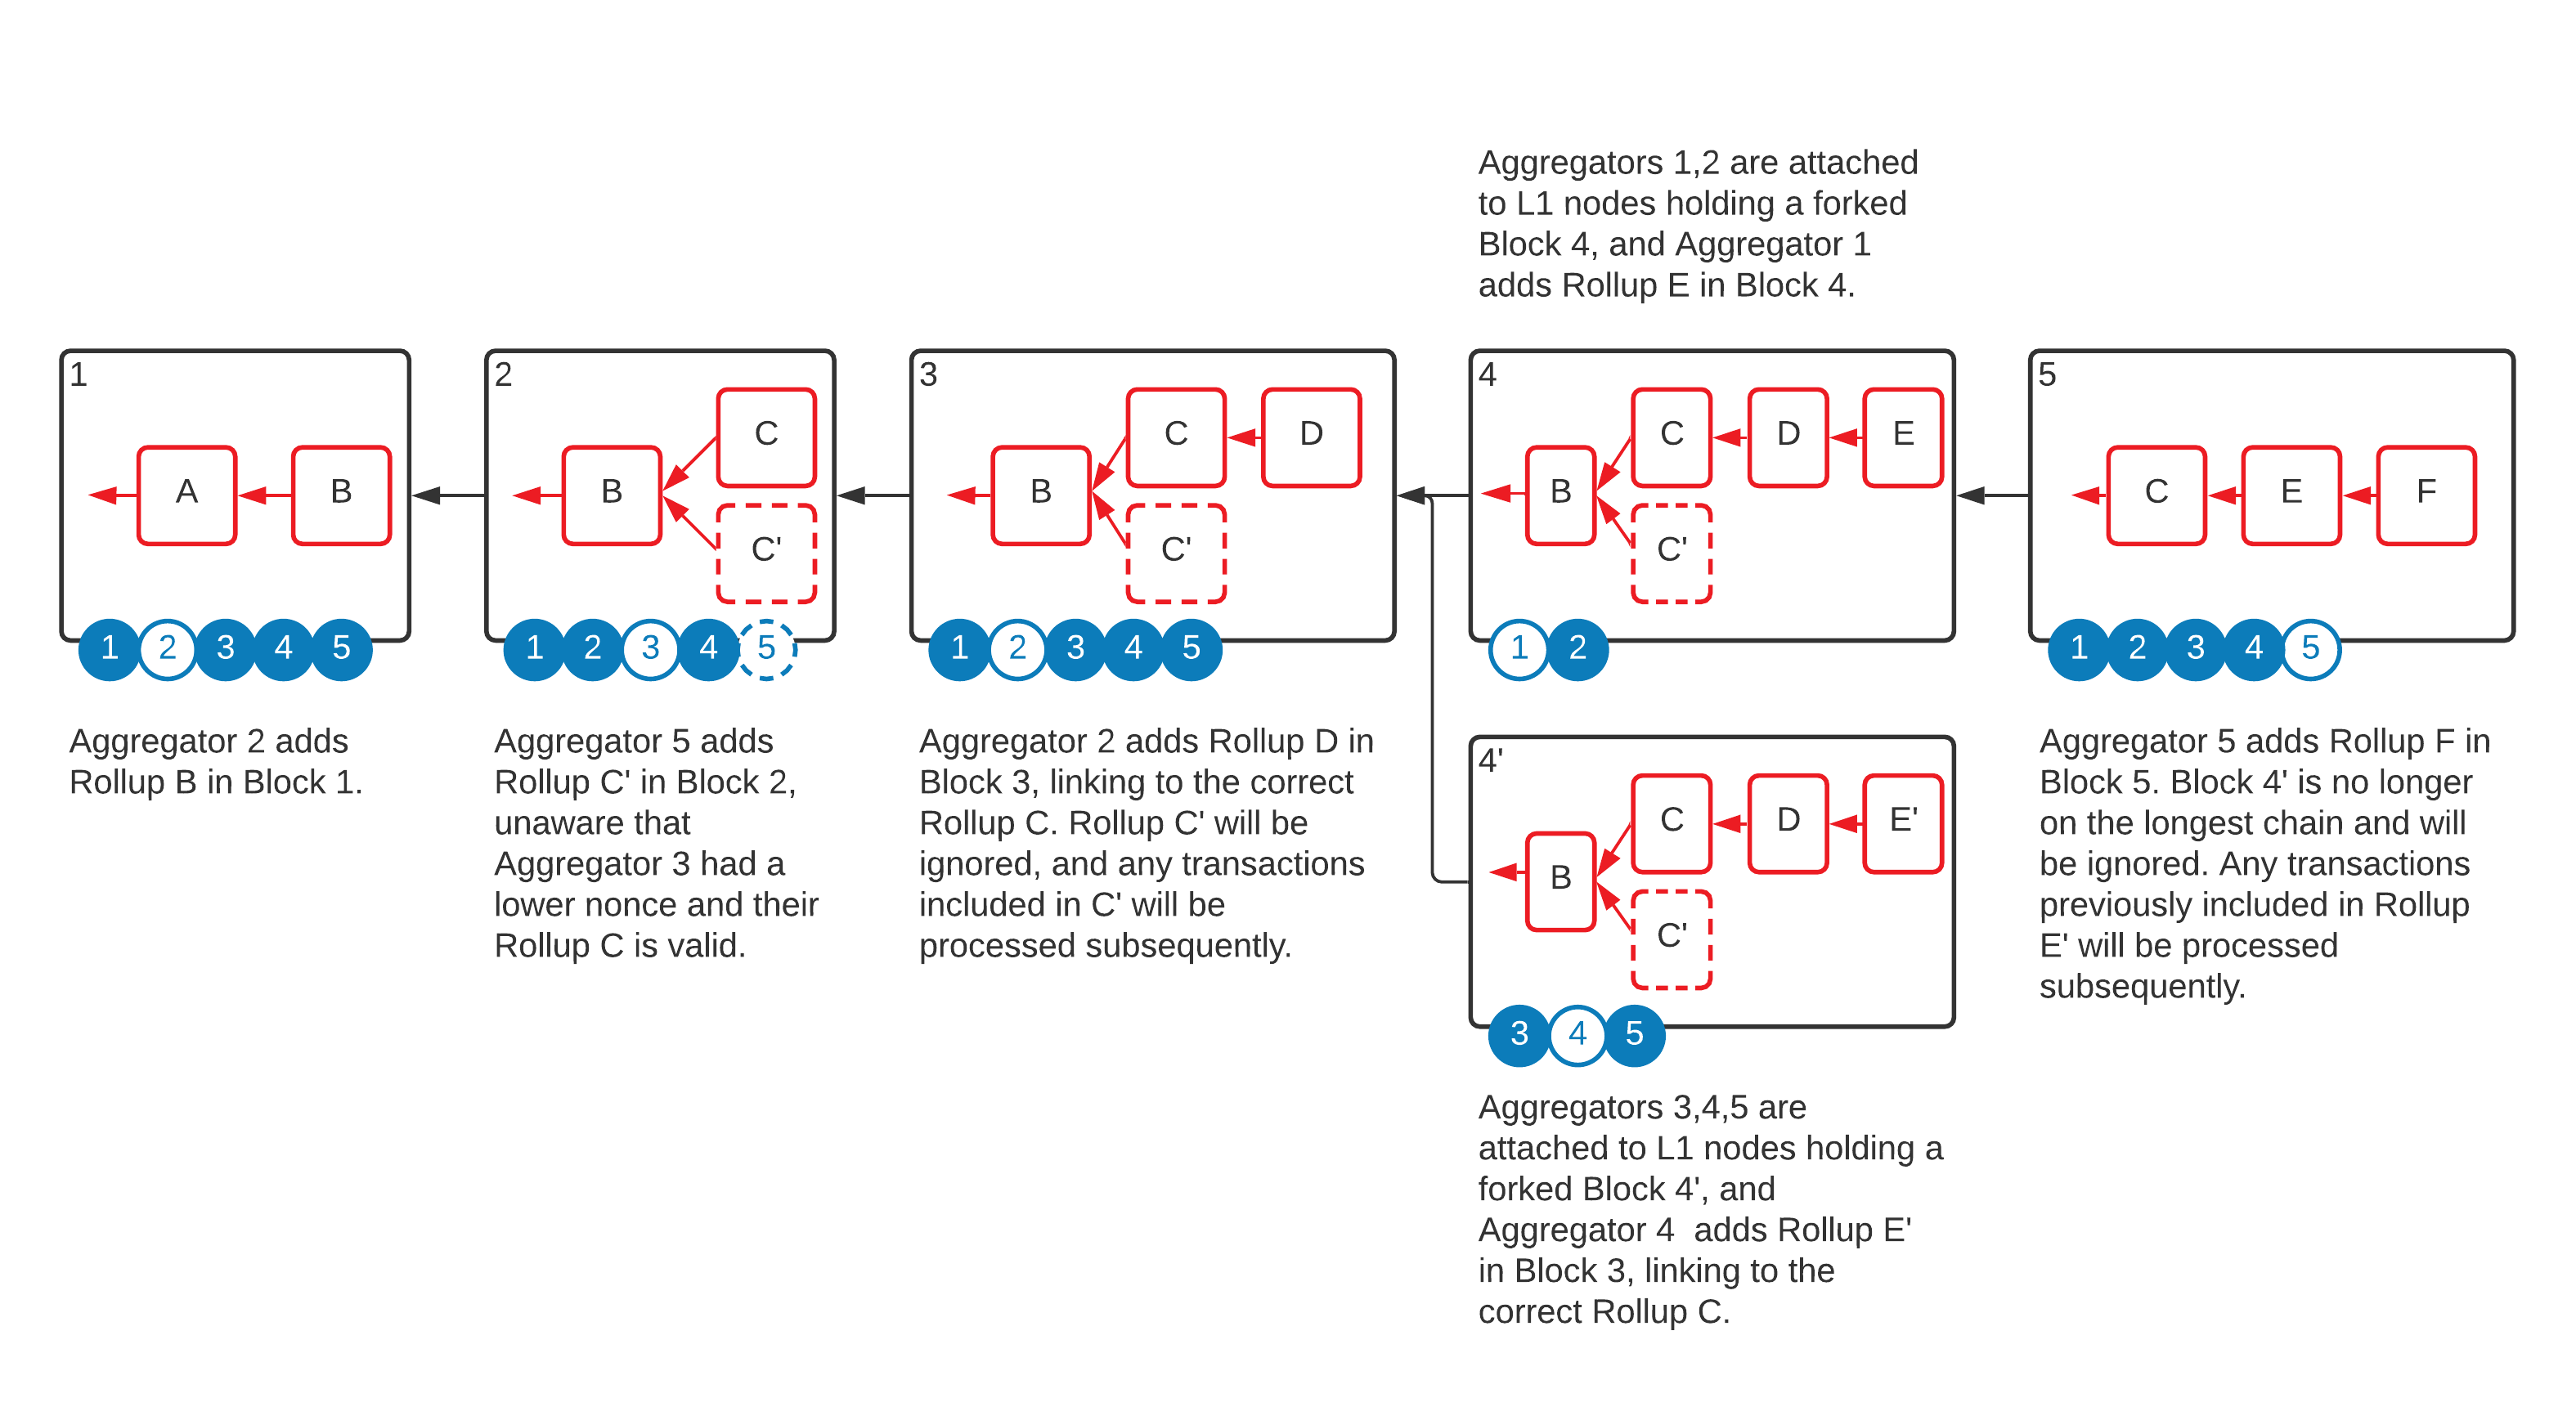 Aggregators 1,2 are attached
to L1 nodes holding a forked
Block 4, and Aggregator 1
adds Rollup E in Block 4.
1
A
B
1
2
3
4
5
Aggregator 2 adds
Rollup B in Block 1.
2
B
C
C'
1
2
3
4
5
Aggregator 5 adds
Rollup C' in Block 2,
unaware that
Aggregator 3 had a
lower nonce and their
Rollup C is valid.
3
B
C
D
C'
1
2
3
4
5
Aggregator 2 adds Rollup D in
Block 3, linking to the correct
Rollup C. Rollup C' will be
ignored, and any transactions
included in C' will be
processed subsequently.
4
B
C
D
E
C'
1
2
4'
B
C
D
E'
C'
3
4
5
Aggregators 3,4,5 are
attached to L1 nodes holding a
forked Block 4', and
Aggregator 4  adds Rollup E'
in Block 3, linking to the
correct Rollup C.
5
C
E
F
1
2
3
4
5
Aggregator 5 adds Rollup F in
Block 5. Block 4' is no longer
on the longest chain and will
be ignored. Any transactions
previously included in Rollup
E' will be processed
subsequently.